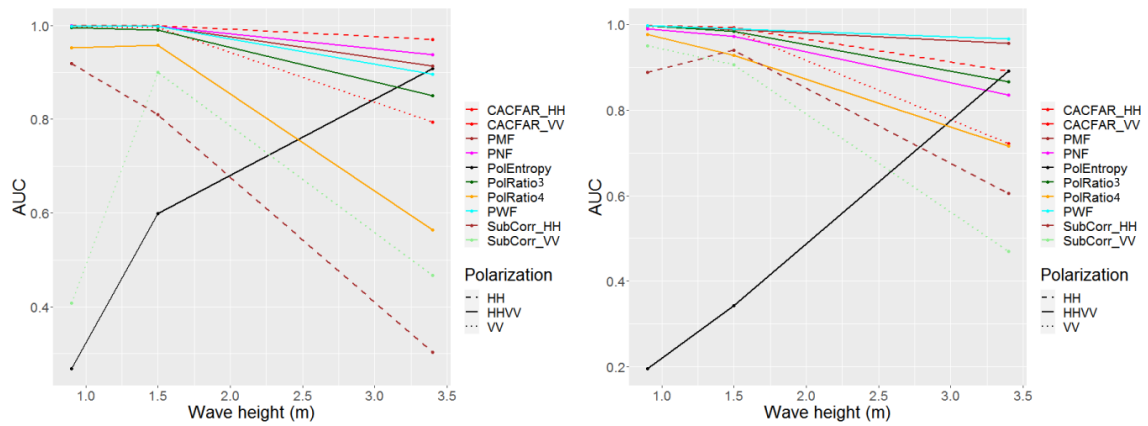 1.0
0.8
0.6
0.4
AUC
1.0 1.5 2.0 2.5 3.0 3.5
Wave height (m)
CACFAR_HH
CACFAR_VV
PMF
PNF
PolEntropy
PolRatio3
PolRatio4
PWF
SubCorr_HH
SubCorr_VV
Polarization
HH
HHVV
VV
1.0
0.8
0.6
0.4
0.2
AUC
1.0 1.5 2.0 2.5 3.0 3.5
Wave height (m)
CACFAR_HH
CACFAR_VV
PMF
PNF
PolEntropy
PolRatio3
PolRatio4
PWF
SubCorr_HH
SubCorr_VV
Polarization
HH
HHVV
VV